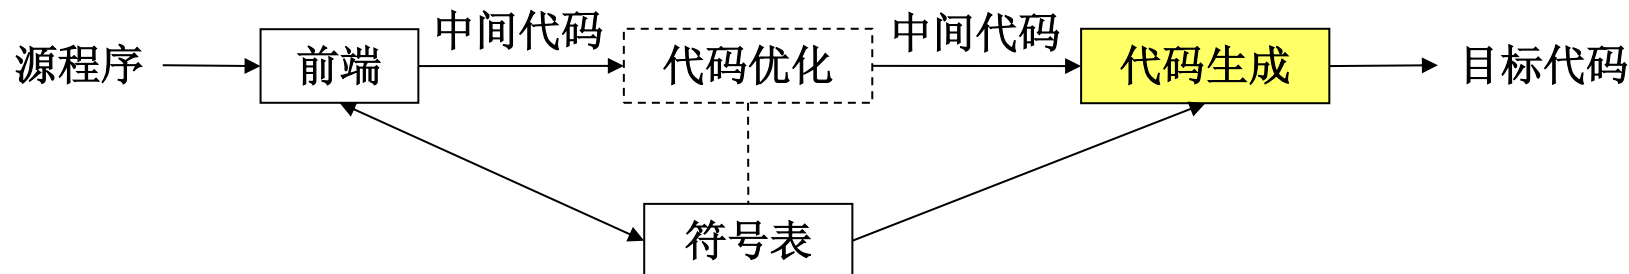 源程序
前端
中间代码
代码优化
中间代码
代码生成
目标代码
符号表